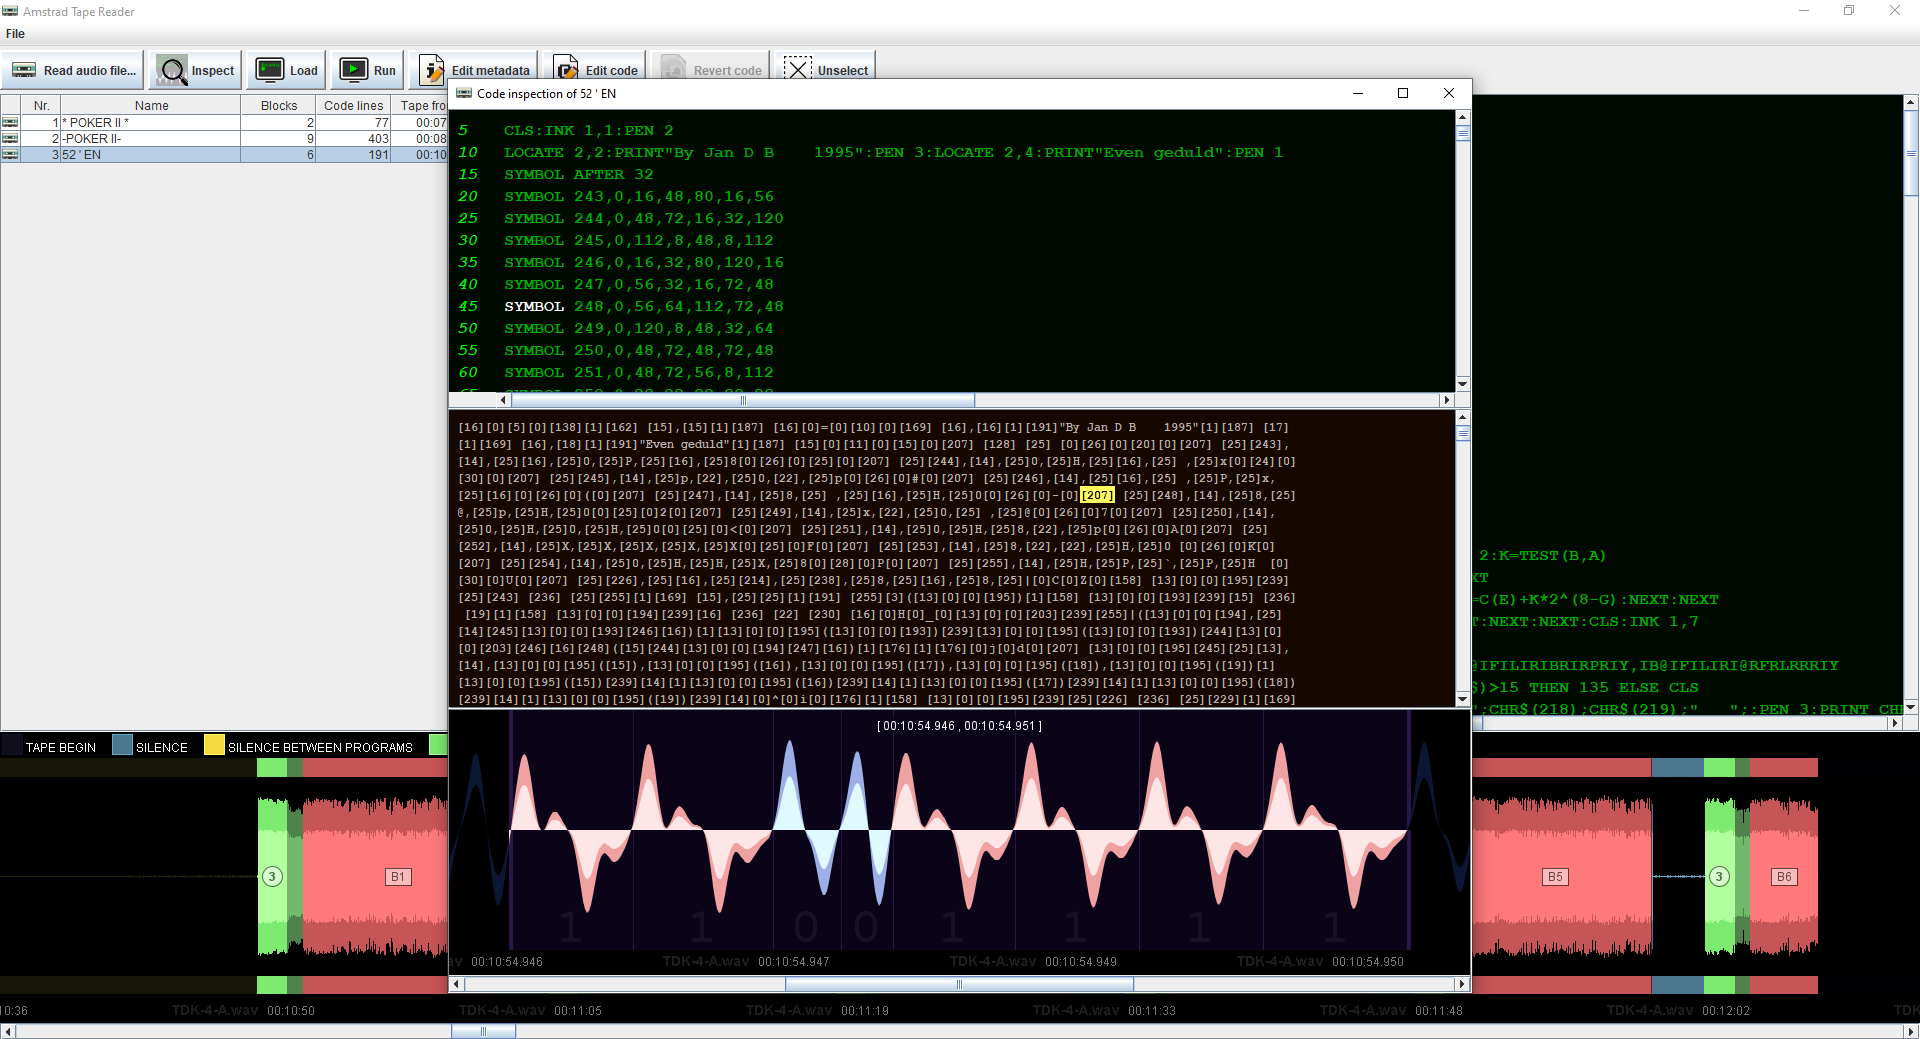 Amstrad Tape Reader
File
Read audio file... Inspect Load Run Edit metadata Edit code Revert code Unselect
Nr. Name Blocks Code lines Tape fro
1 * POKER II * 2 77 00:07
2 -POKER II- 9 403 00:08
3 52 ' EN 6 191 00:10
Code inspection of 52 ' EN
5 CLS:INK 1,1:PEN 2
10 LOCATE 2,2:PRINT"By Jan D B    1995":PEN 3:LOCATE 2,4:PRINT"Even geduld":PEN 1
15 SYMBOL AFTER 32
20 SYMBOL 243,0,16,48,80,16,56
25 SYMBOL 244,0,48,72,16,32,120
30 SYMBOL 245,0,112,8,48,8,112
35 SYMBOL 246,0,16,32,80,120,16
40 SYMBOL 247,0,56,32,16,72,48
45 SYMBOL 248,0,56,64,112,72,48
50 SYMBOL 249,0,120,8,48,32,64
55 SYMBOL 250,0,48,72,48,72,48
60 SYMBOL 251,0,48,72,56,8,112
[16][0][5][0][138][1][162] [15],[15][1][187] [16][0]=[0][10][0][169] [16],[16][1][191]"By Jan D B    1995"[1][187] [17]
[1][169] [16],[18][1][191]"Even geduld"[1][187] [15][0][11][0][15][0][207] [128] [25] [0][26][0][20][0][207] [25][243],
[14],[25][16],[25]0,[25]P,[25][16],[25]8[0][26][0][25][0][207] [25][244],[14],[25]0,[25]H,[25][16],[25] ,[25]x[0][24][0]
[30][0][207] [25][245],[14],[25]p,[22],[25]0,[22],[25]p[0][26][0]#[0][207] [25][246],[14],[25][16],[25] ,[25]P,[25]x,
[25][16][0][26][0]([0][207] [25][247],[14],[25]8,[25] ,[25][16],[25]H,[25]0[0][26][0]-[0][207] [25][248],[14],[25]8,[25]
@,[25]p,[25]H,[25]0[0][25][0]2[0][207] [25][249],[14],[25]x,[22],[25]0,[25] ,[25]@[0][26][0]7[0][207] [25][250],[14],
[25]0,[25]H,[25]0,[25]H,[25]0[0][25][0]<[0][207] [25][251],[14],[25]0,[25]H,[25]8,[22],[25]p[0][26][0]A[0][207] [25]
[252],[14],[25]X,[25]X,[25]X,[25]X,[25]X[0][25][0]F[0][207] [25][253],[14],[25]8,[22],[22],[25]H,[25]0 [0][26][0]K[0]
[207] [25][254],[14],[25]0,[25]H,[25]H,[25]X,[25]8[0][28][0]P[0][207] [25][255],[14],[25]H,[25]P,[25]`,[25]P,[25]H  [0]
[30][0]U[0][207] [25][226],[25][16],[25][214],[25][238],[25]8,[25][16],[25]8,[25]|[0]C[0]Z[0][158] [13][0][0][195][239]
[25][243] [236] [25][255][1][169] [15],[25][25][1][191] [255][3]([13][0][0][195])[1][158] [13][0][0][193][239][15] [236]
[19][1][158] [13][0][0][194][239][16] [236] [22] [230] [16][0]H[0]_[0][13][0][0][203][239][255]|([13][0][0][194],[25]
[14][245][13][0][0][193][246][16])[1][13][0][0][195]([13][0][0][193])[239][13][0][0][195]([13][0][0][193])[244][13][0]
[0][203][246][16][248]([15][244][13][0][0][194][247][16])[1][176][1][176][0]j[0]d[0][207] [13][0][0][195][245][25][13],
[14],[13][0][0][195]([15]),[13][0][0][195]([16]),[13][0][0][195]([17]),[13][0][0][195]([18]),[13][0][0][195]([19])[1]
[13][0][0][195]([15])[239][14][1][13][0][0][195]([16])[239][14][1][13][0][0][195]([17])[239][14][1][13][0][0][195]([18])
[239][14][1][13][0][0][195]([19])[239][14][0]^[0]i[0][176][1][158] [13][0][0][195][239][25][226] [236] [25][229][1][169]
2:K=TEST(B,A)
XT
=C(E)+K*2^(8-G):NEXT:NEXT
T:NEXT:NEXT:CLS:INK 1,7
@IFILIRIBRIRPRIY,IB@IFILIRI@RFRLRRRIY
$)>15 THEN 135 ELSE CLS
";CHR$(218);CHR$(219);"   ";:PEN 3:PRINT CH
[ 00:10:54.946 , 00:10:54.951 ]
TAPE BEGIN SILENCE SILENCE BETWEEN PROGRAMS
3 B1 B5 3 B6
1 1 0 0 1 1 1 1
av 00:10:54.946 TDK-4-A.wav 00:10:54.947 TDK-4-A.wav 00:10:54.949 TDK-4-A.wav 00:10:54.950
10:36 TDK-4-A.wav 00:10:50 TDK-4-A.wav 00:11:05 TDK-4-A.wav 00:11:19 TDK-4-A.wav 00:11:33 TDK-4-A.wav 00:11:48 TDK-4-A.wav 00:12:02 TDK